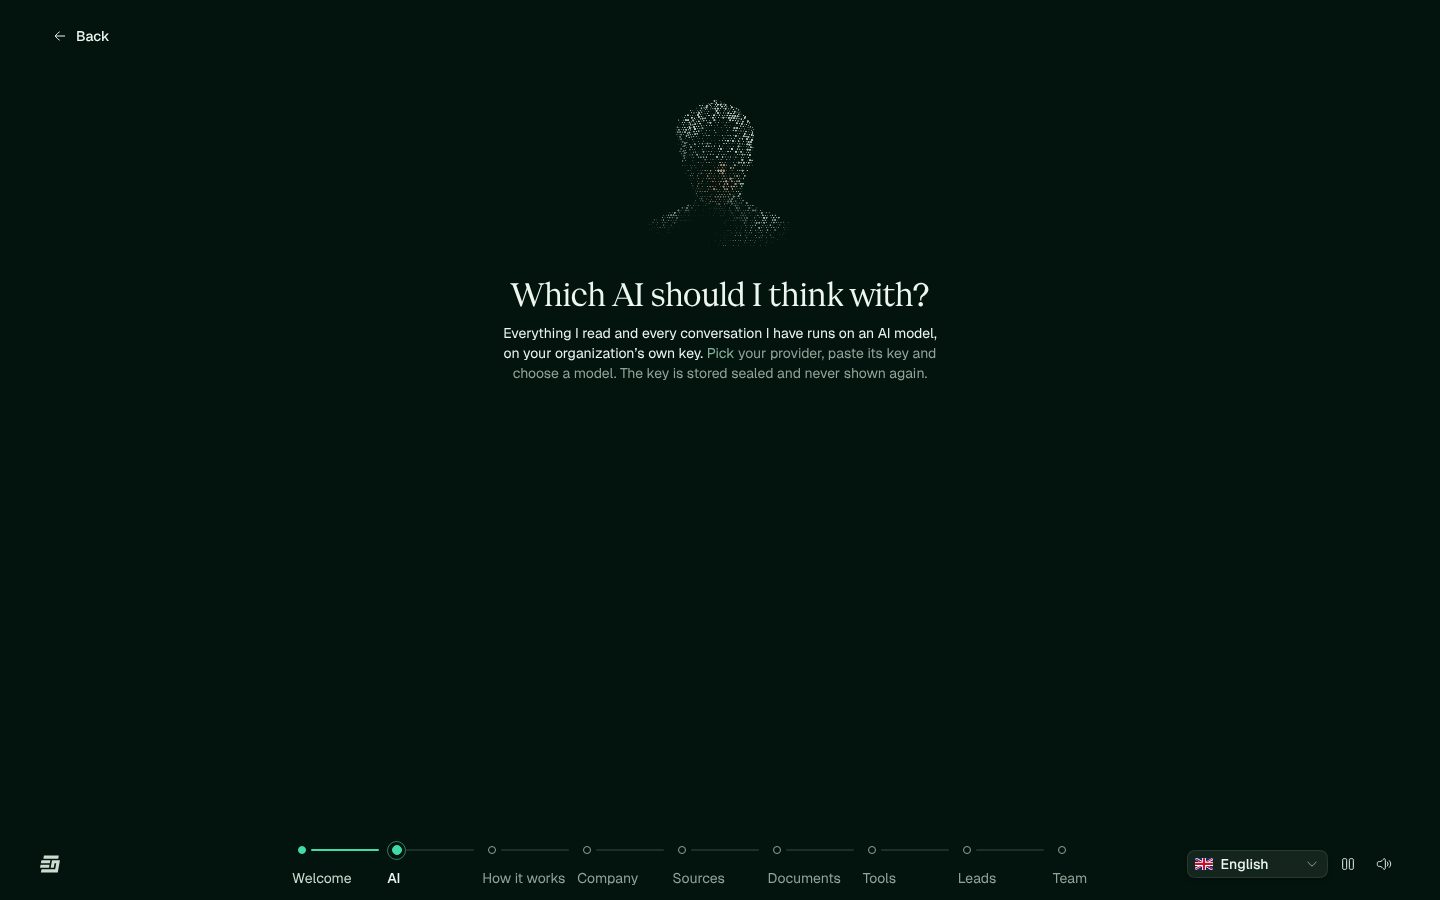 Back
Which AI should I think with?
Everything I read and every conversation I have runs on an AI model,
on your organization's own key. Pick your provider, paste its key and
choose a model. The key is stored sealed and never shown again.
Welcome
AI
How it works
Company
Sources
Documents
Tools
Leads
Team
English